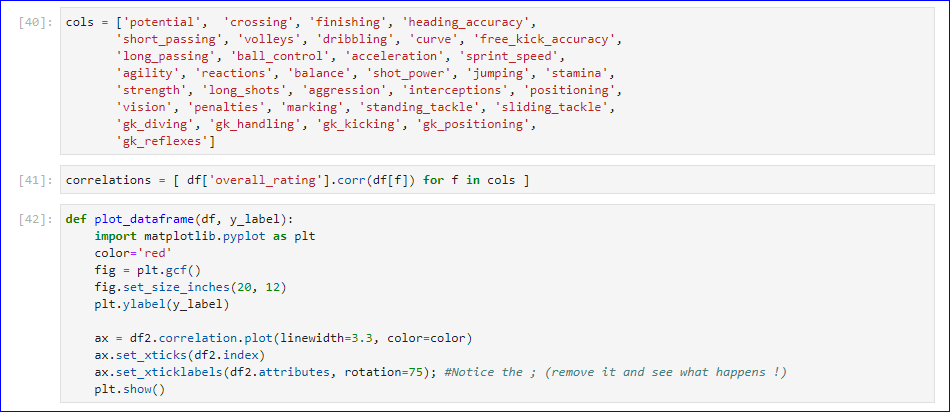 [40]: cols = ['potential',  'crossing', 'finishing', 'heading_accuracy',
       'short_passing', 'volleys', 'dribbling', 'curve', 'free_kick_accuracy',
       'long_passing', 'ball_control', 'acceleration', 'sprint_speed',
       'agility', 'reactions', 'balance', 'shot_power', 'jumping', 'stamina',
       'strength', 'long_shots', 'aggression', 'interceptions', 'positioning',
       'vision', 'penalties', 'marking', 'standing_tackle', 'sliding_tackle',
       'gk_diving', 'gk_handling', 'gk_kicking', 'gk_positioning',
       'gk_reflexes']
[41]: correlations = [ df['overall_rating'].corr(df[f]) for f in cols ]
[42]: def plot_dataframe(df, y_label):
    import matplotlib.pyplot as plt
    color='red'
    fig = plt.gcf()
    fig.set_size_inches(20, 12)
    plt.ylabel(y_label)
    ax = df2.correlation.plot(linewidth=3.3, color=color)
    ax.set_xticks(df2.index)
    ax.set_xticklabels(df2.attributes, rotation=75); #Notice the ; (remove it and see what happens !)
    plt.show()